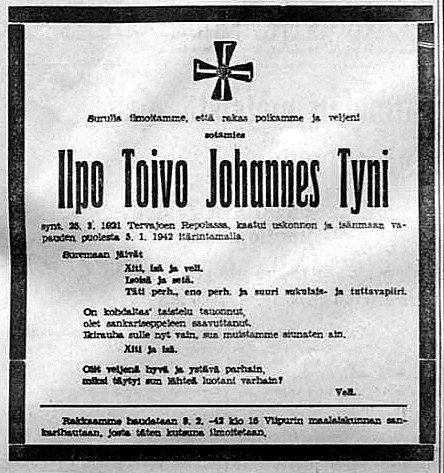 Surulla ilmoitamme, että rakas poikamme ja veljeni
sotamies
Ilpo Toivo Johannes Tyni
synt. 25. 1921 Tervajoen Repolassa, kaatui uskonnon ja isänmaan va-
pauden puolesta 5. 1. 1942 itärintamalla.
Suremaan jäivät
Äiti, isä ja veli.
Isoisä ja setä.
Täti perh., eno perh. ja suuri sukulais- ja tuttavapiiri.
On kohdaltas' taistelu tauonnut,
olet sankariseppeleen saavuttanut.
Ikirauha sulle nyt vain, sua muistamme siunaten ain.
Äiti ja isä.
Olit veljenä hyvä ja ystävä parhain,
miksi täytyi sun lähteä luotani varhain?
Veli.
Rakkaamme haudataan 8. 2. -42 klo 15 Viipurin maalaiskunnan san-
karihautaan, josta täten kutsuna ilmoitetaan.